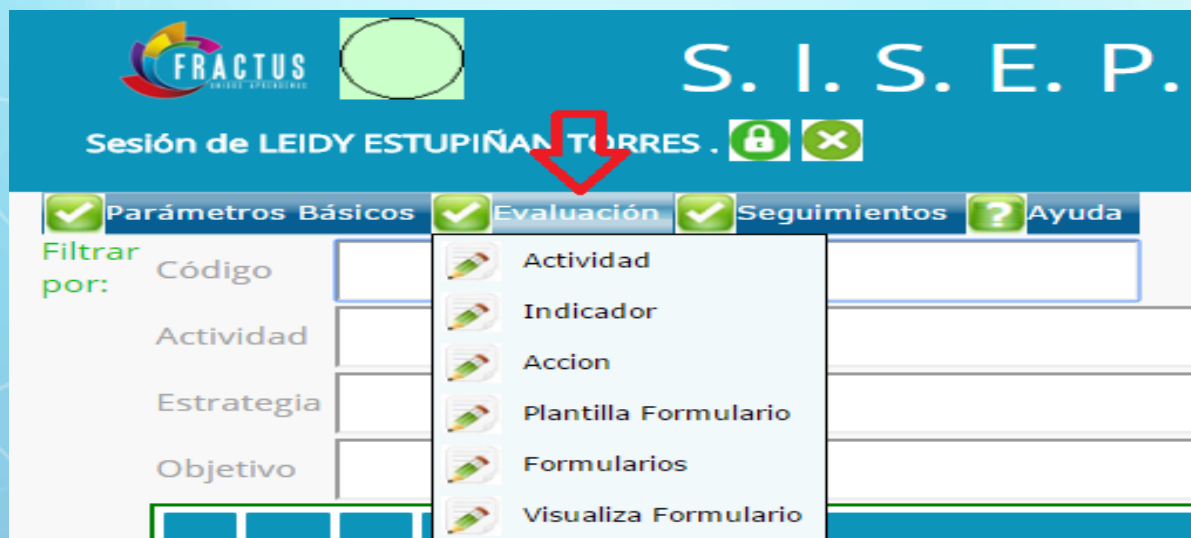 FRACTUS
S. I. S. E. P.
Sesión de LEIDY ESTUPIÑAN TORRES .
Parámetros Básicos Evaluación Seguimientos ? Ayuda
Filtrar por:
Código
Actividad
Estrategia
Objetivo
Actividad
Indicador
Accion
Plantilla Formulario
Formularios
Visualiza Formulario